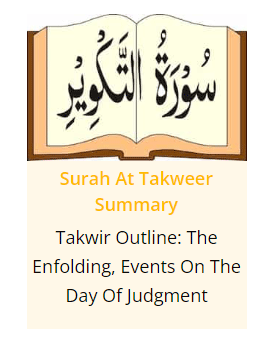 سُورَةُ التَّكْوِيرِ
Surah At Takweer
Summary
Takwir Outline: The
Enfolding, Events On The
Day Of Judgment